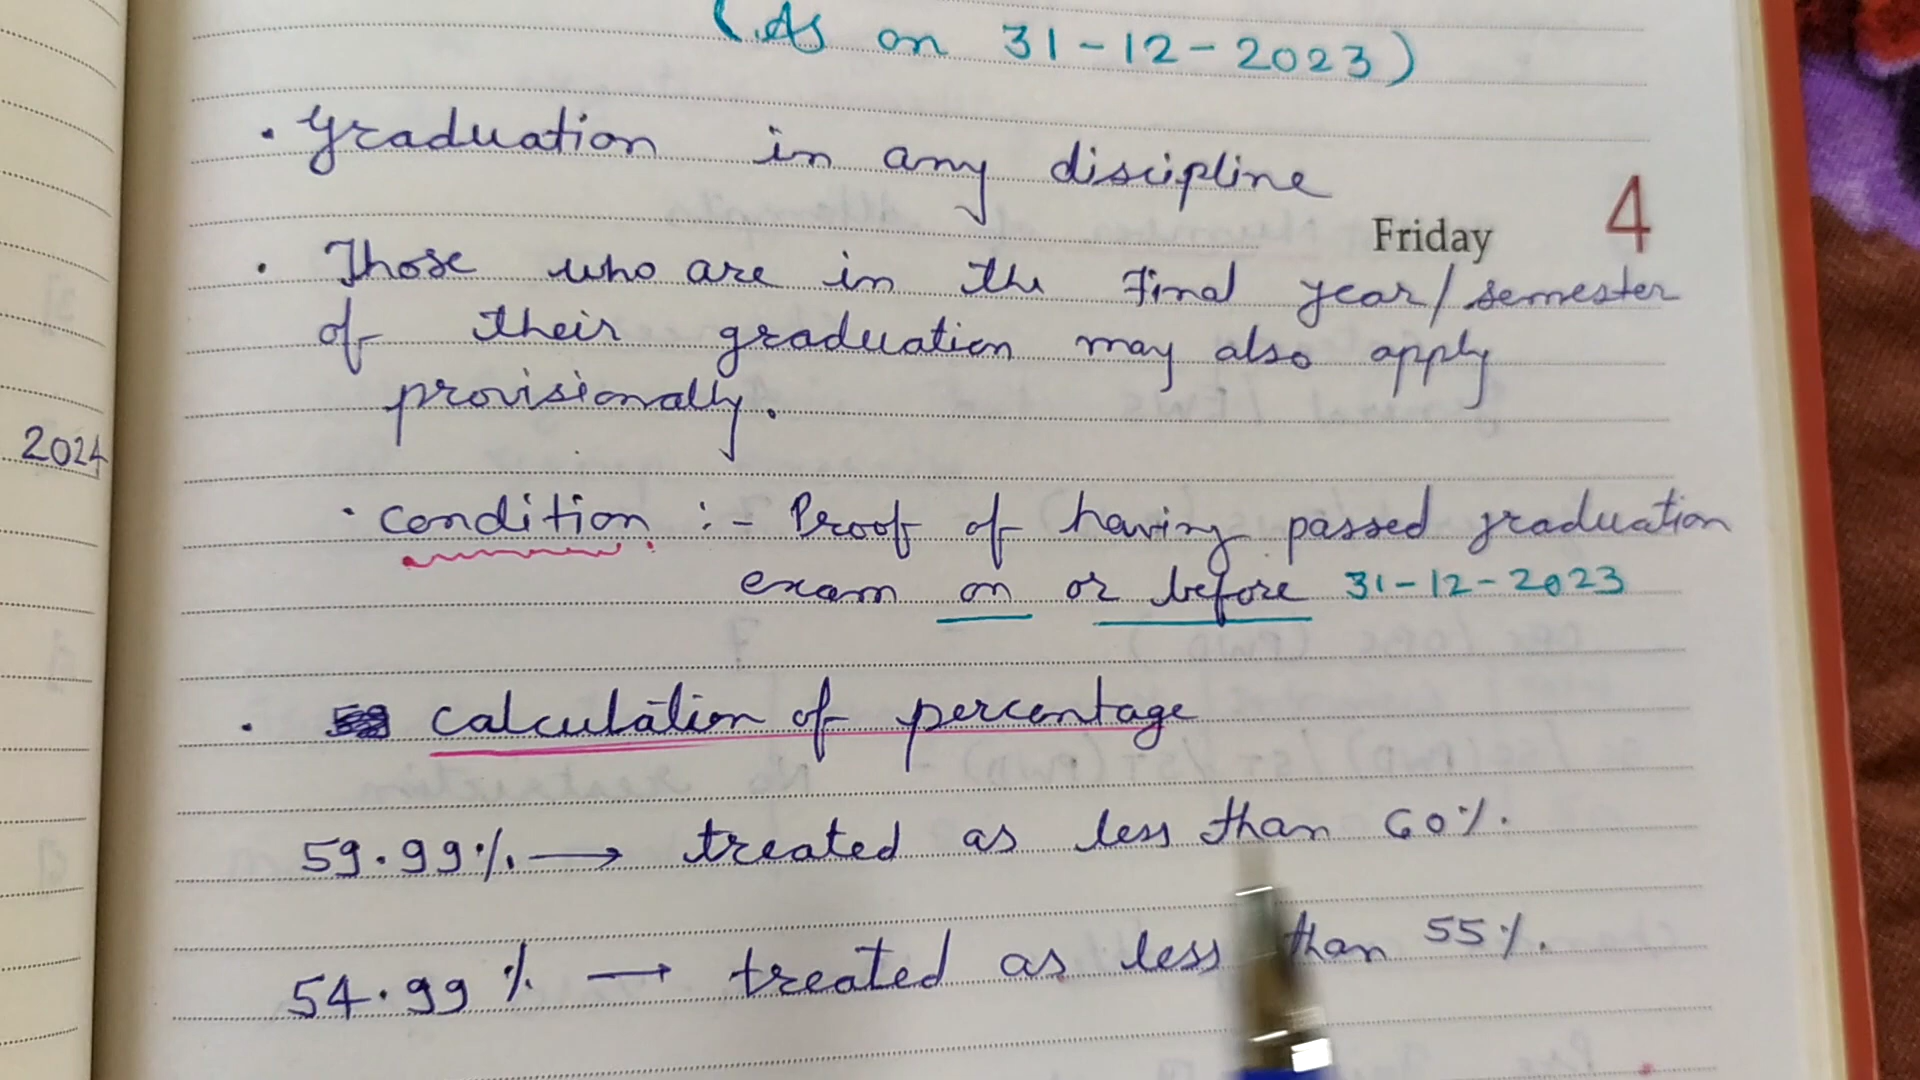 (As on 31-12-2023)
. Graduation in any discipline
Friday 4
. Those who are in the final year/semester
of their graduation may also apply
provisionally.
2024
. Condition :- Proof of having passed graduation
exam on or before 31-12-2023
. Calculation of percentage
59.99% → treated as less than 60%.
54.99% → treated as less than 55%.